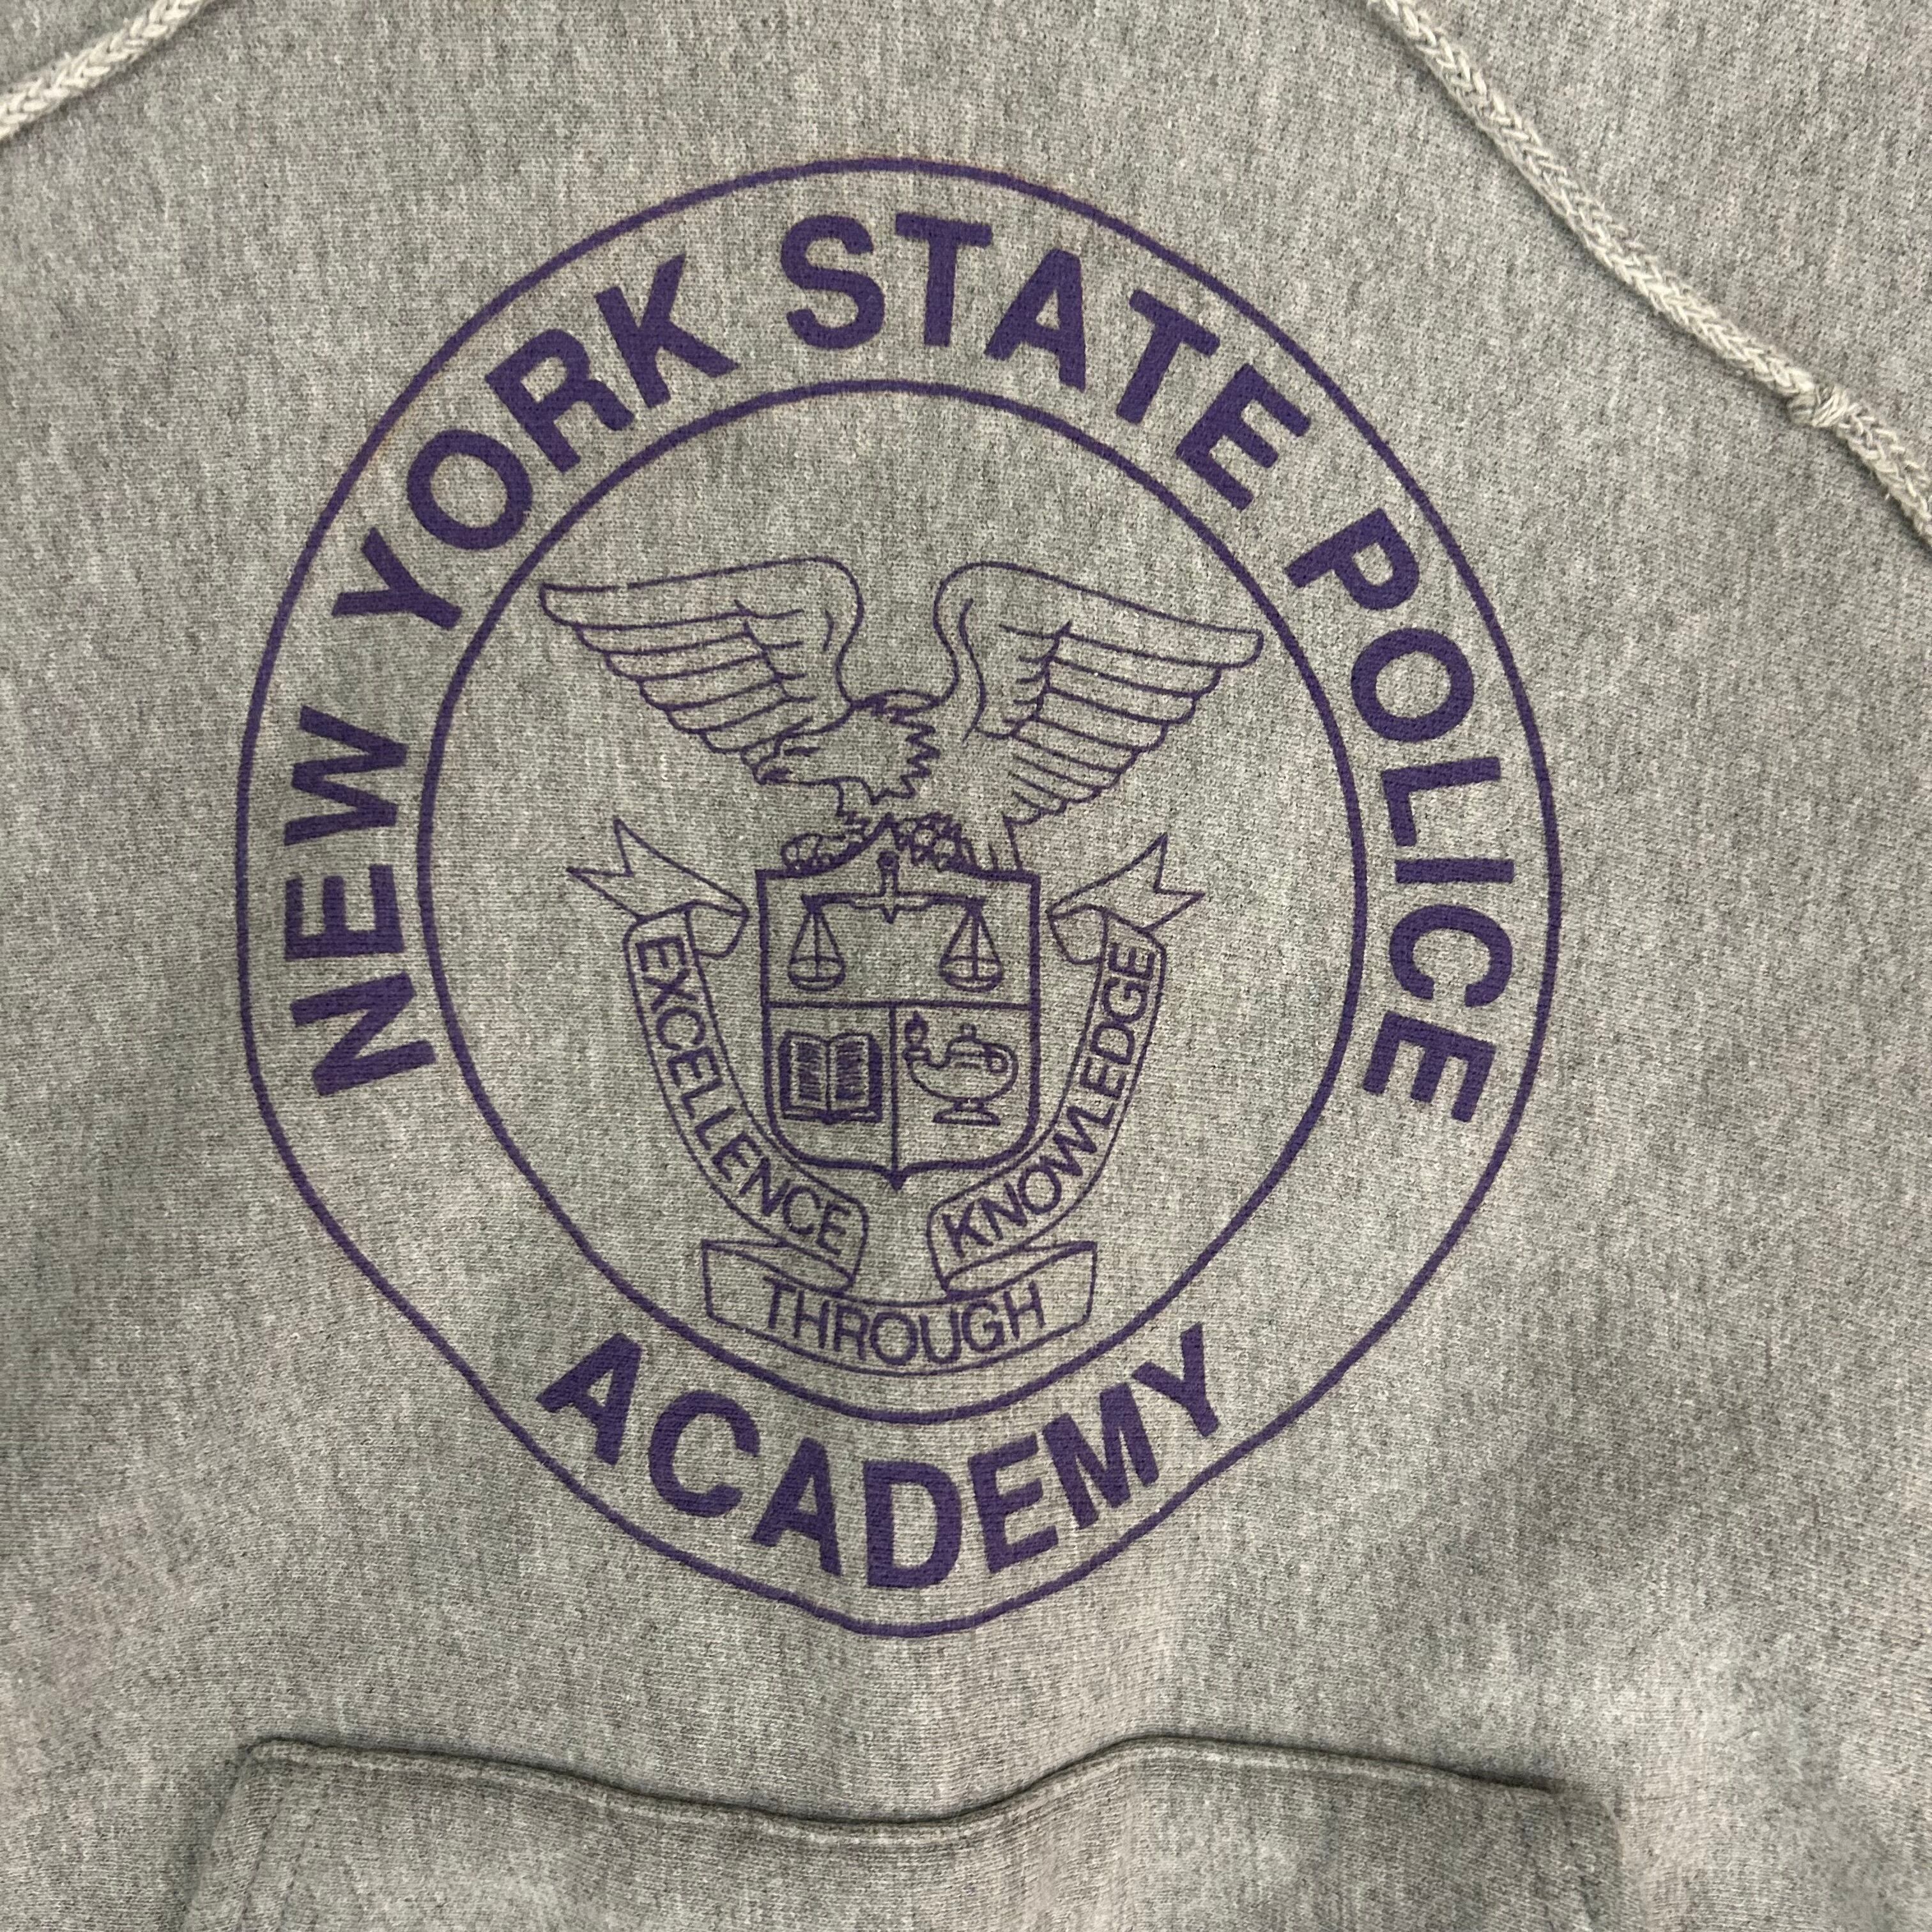 NEW YORK STATE POLICE
EXCELLENCE
THROUGH
KNOWLEDGE
ACADEMY